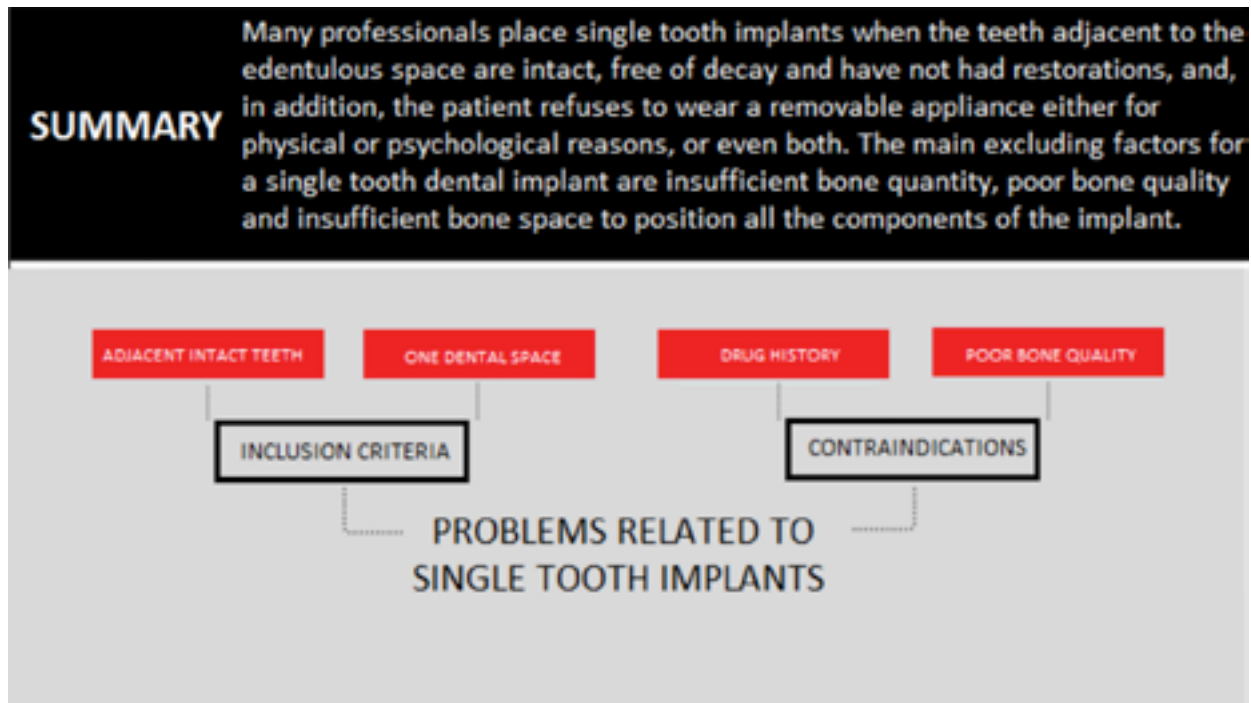 SUMMARY
Many professionals place single tooth implants when the teeth adjacent to the
edentulous space are intact, free of decay and have not had restorations, and,
in addition, the patient refuses to wear a removable appliance either for
physical or psychological reasons, or even both. The main excluding factors for
a single tooth dental implant are insufficient bone quantity, poor bone quality
and insufficient bone space to position all the components of the implant.
ADJACENT INTACT TEETH
ONE DENTAL SPACE
DRUG HISTORY
POOR BONE QUALITY
INCLUSION CRITERIA
CONTRAINDICATIONS
PROBLEMS RELATED TO
SINGLE TOOTH IMPLANTS